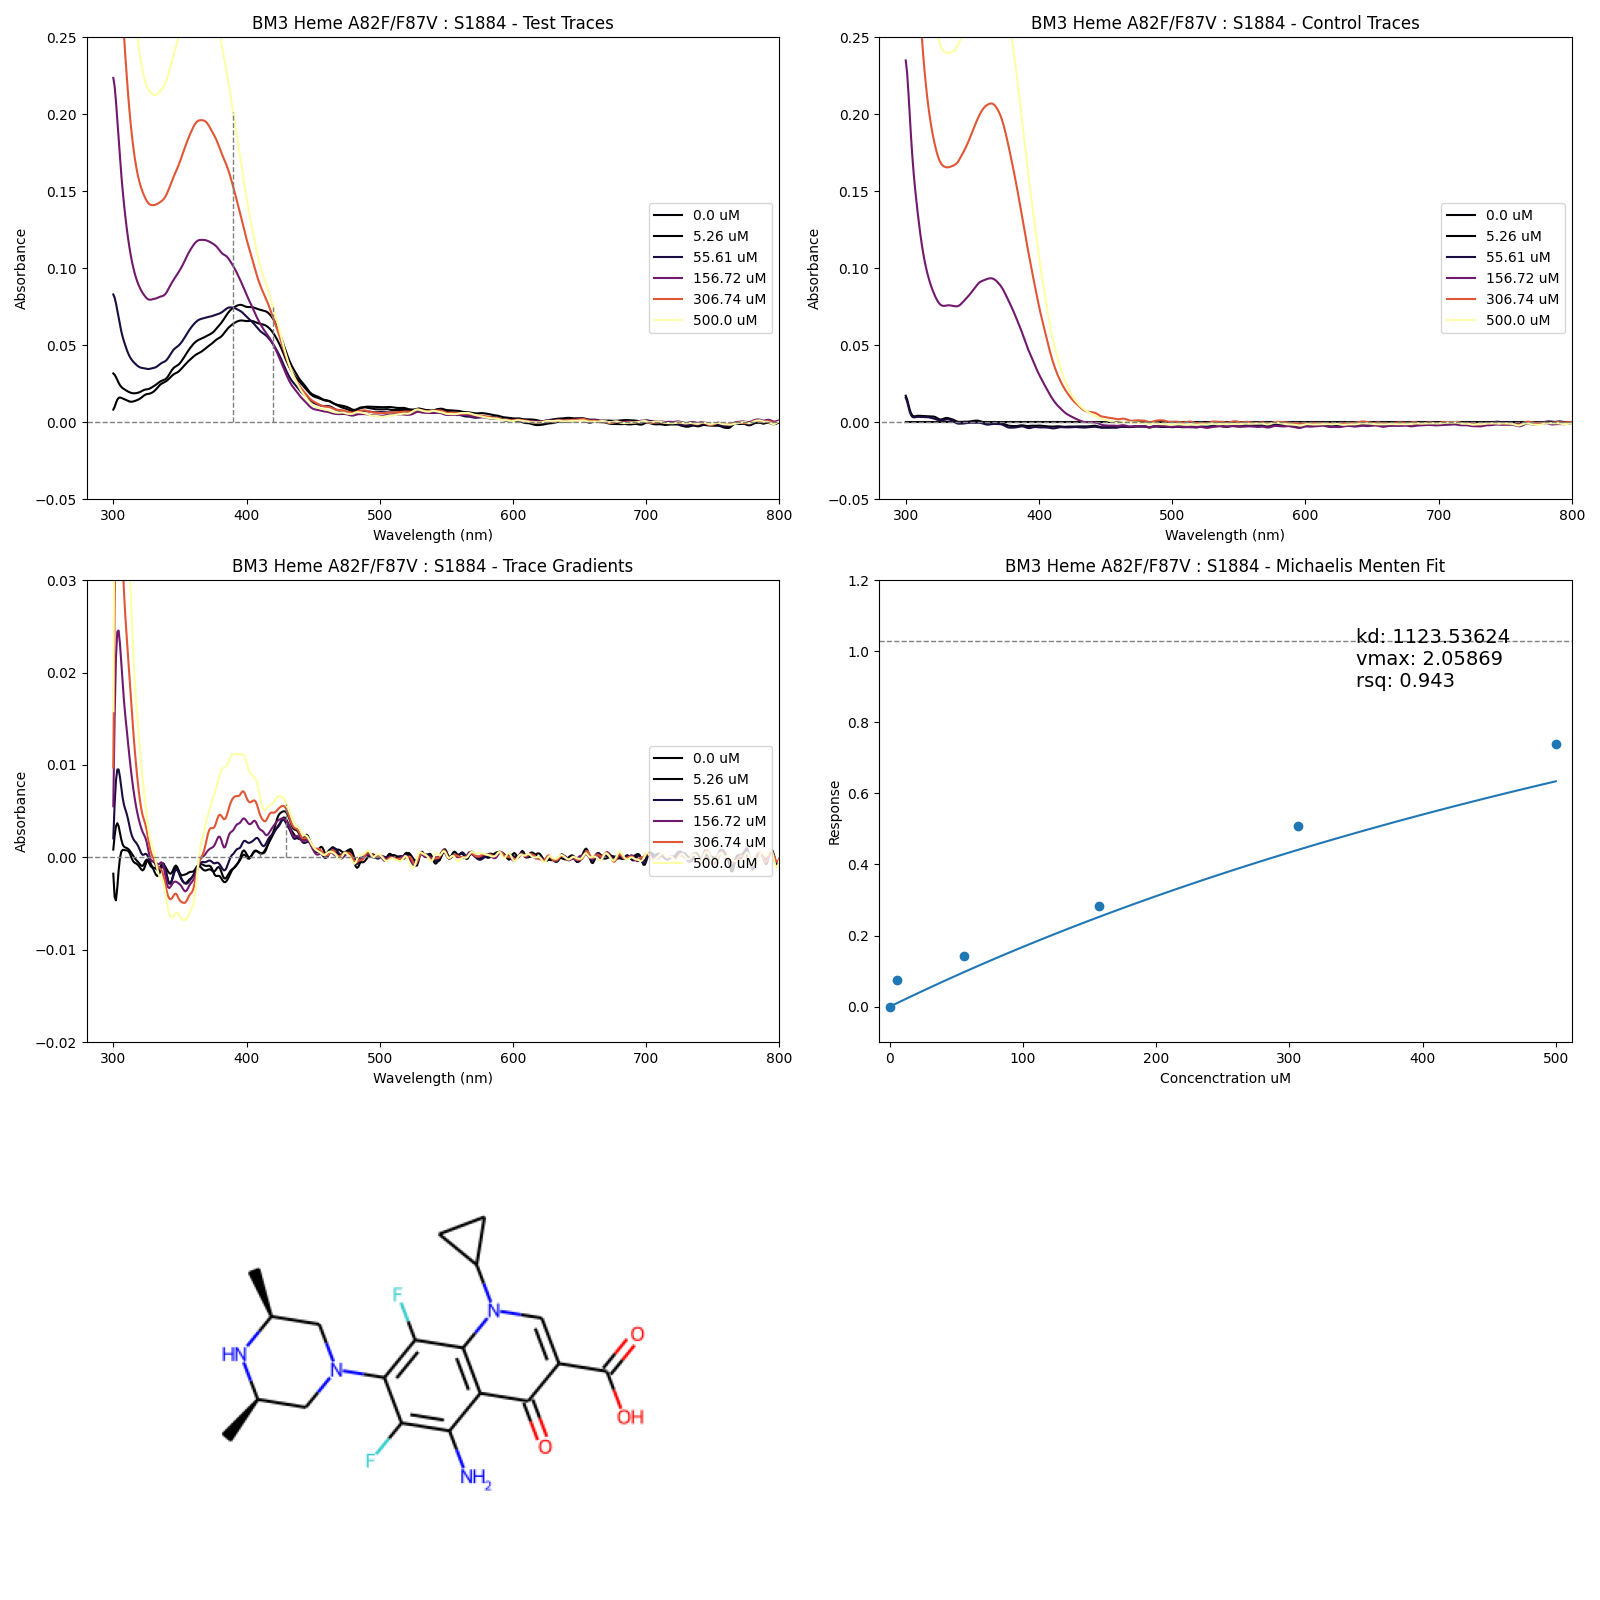 BM3 Heme A82F/F87V : S1884 - Test Traces
0.25
0.20
0.15
0.10
0.05
0.00
−0.05
Absorbance
0.0 uM
5.26 uM
55.61 uM
156.72 uM
306.74 uM
500.0 uM
300 400 500 600 700 800
Wavelength (nm)
BM3 Heme A82F/F87V : S1884 - Control Traces
0.25
0.20
0.15
0.10
0.05
0.00
−0.05
Absorbance
0.0 uM
5.26 uM
55.61 uM
156.72 uM
306.74 uM
500.0 uM
300 400 500 600 700 800
Wavelength (nm)
BM3 Heme A82F/F87V : S1884 - Trace Gradients
0.03
0.02
0.01
0.00
−0.01
−0.02
Absorbance
0.0 uM
5.26 uM
55.61 uM
156.72 uM
306.74 uM
500.0 uM
300 400 500 600 700 800
Wavelength (nm)
BM3 Heme A82F/F87V : S1884 - Michaelis Menten Fit
1.2
1.0
0.8
0.6
0.4
0.2
0.0
Response
kd: 1123.53624
vmax: 2.05869
rsq: 0.943
0 100 200 300 400 500
Concenctration uM
F
N
O
HN
N
OH
O
F
NH2